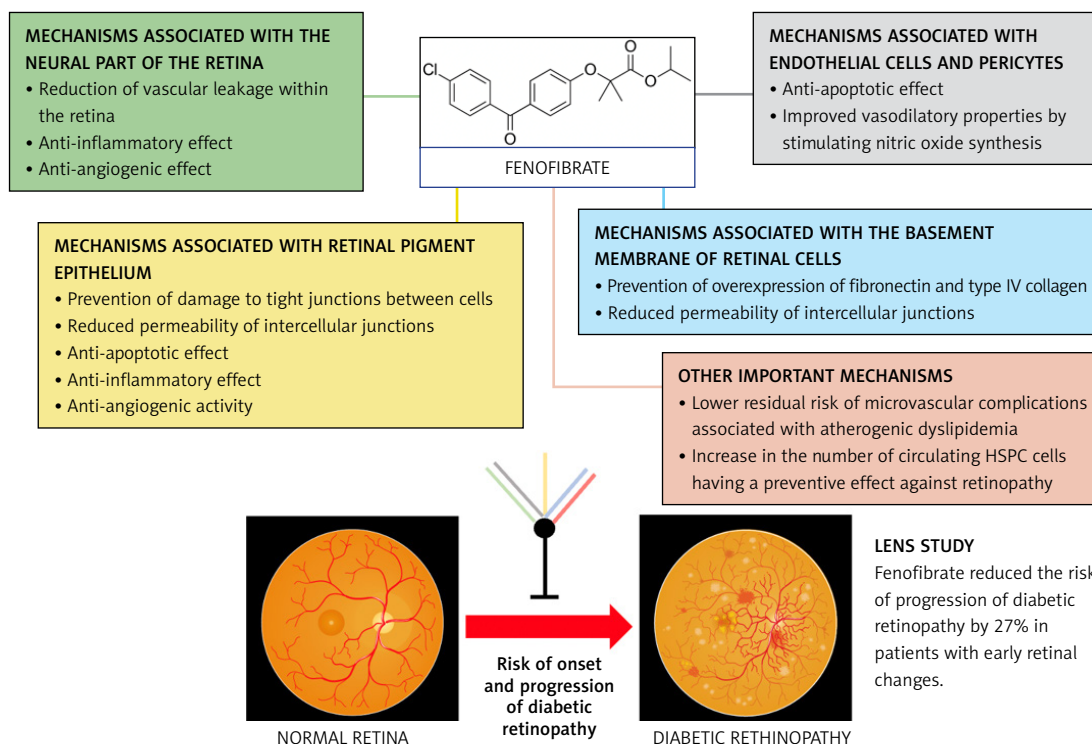 MECHANISMS ASSOCIATED WITH THE
NEURAL PART OF THE RETINA
• Reduction of vascular leakage within
the retina
• Anti-inflammatory effect
• Anti-angiogenic effect
Cl
O
O
O
O
FENOFIBRATE
MECHANISMS ASSOCIATED WITH
ENDOTHELIAL CELLS AND PERICYTES
• Anti-apoptotic effect
• Improved vasodilatory properties by
stimulating nitric oxide synthesis
MECHANISMS ASSOCIATED WITH RETINAL PIGMENT
EPITHELIUM
• Prevention of damage to tight junctions between cells
• Reduced permeability of intercellular junctions
• Anti-apoptotic effect
• Anti-inflammatory effect
• Anti-angiogenic activity
MECHANISMS ASSOCIATED WITH THE BASEMENT
MEMBRANE OF RETINAL CELLS
• Prevention of overexpression of fibronectin and type IV collagen
• Reduced permeability of intercellular junctions
OTHER IMPORTANT MECHANISMS
• Lower residual risk of microvascular complications
associated with atherogenic dyslipidemia
• Increase in the number of circulating HSPC cells
having a preventive effect against retinopathy
LENS STUDY
Fenofibrate reduced the risk
of progression of diabetic
retinopathy by 27% in
patients with early retinal
changes.
Risk of onset
and progression
of diabetic
retinopathy
NORMAL RETINA
DIABETIC RETHINOPATHY